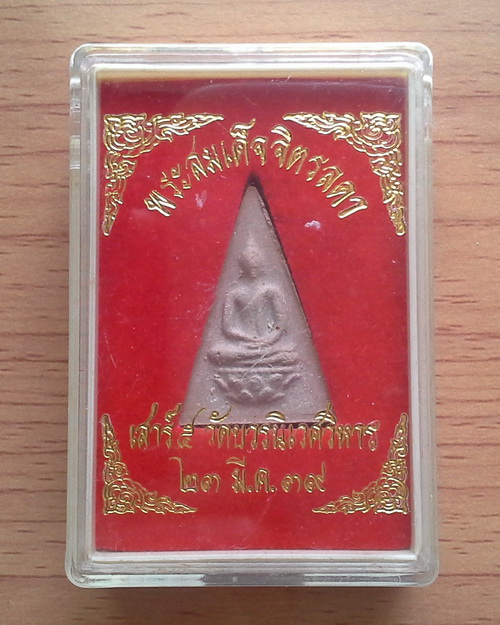 พระสมเด็จจิตรลดา
เสาร์ ๕ วัดบวรนิเวศวิหาร
๒๓ มี.ค.๓๙